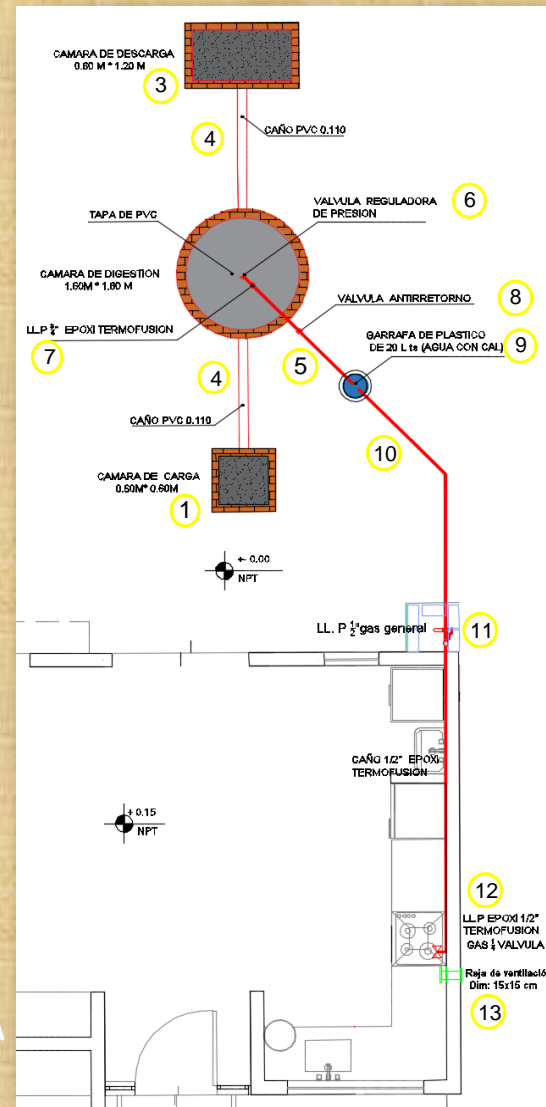 CAMARA DE DESCARGA
0.60 M * 1.20 M
3
4
CAÑO PVC 0.110
6
TAPA DE PVC
VALVULA REGULADORA
DE PRESION
CAMARA DE DIGESTION
1.60M * 1.60 M
VALVULA ANTIRRETORNO
8
LL.P EPOXI TERMOFUSION
7
GARRAFA DE PLASTICO
DE 20 L ts (AGUA CON CAL)
9
5
4
CAÑO PVC 0.110
10
CAMARA DE CARGA
0.60M* 0.60M
1
+- 0.00
NPT
LL. P 1/2" gas general
11
CAÑO 1/2" EPOXI
TERMOFUSION
+ 0.15
NPT
12
LL.P EPOXI 1/2"
TERMOFUSION
GAS 1/4 VALVULA
Reja de ventilació
Dim: 15x15 cm
13